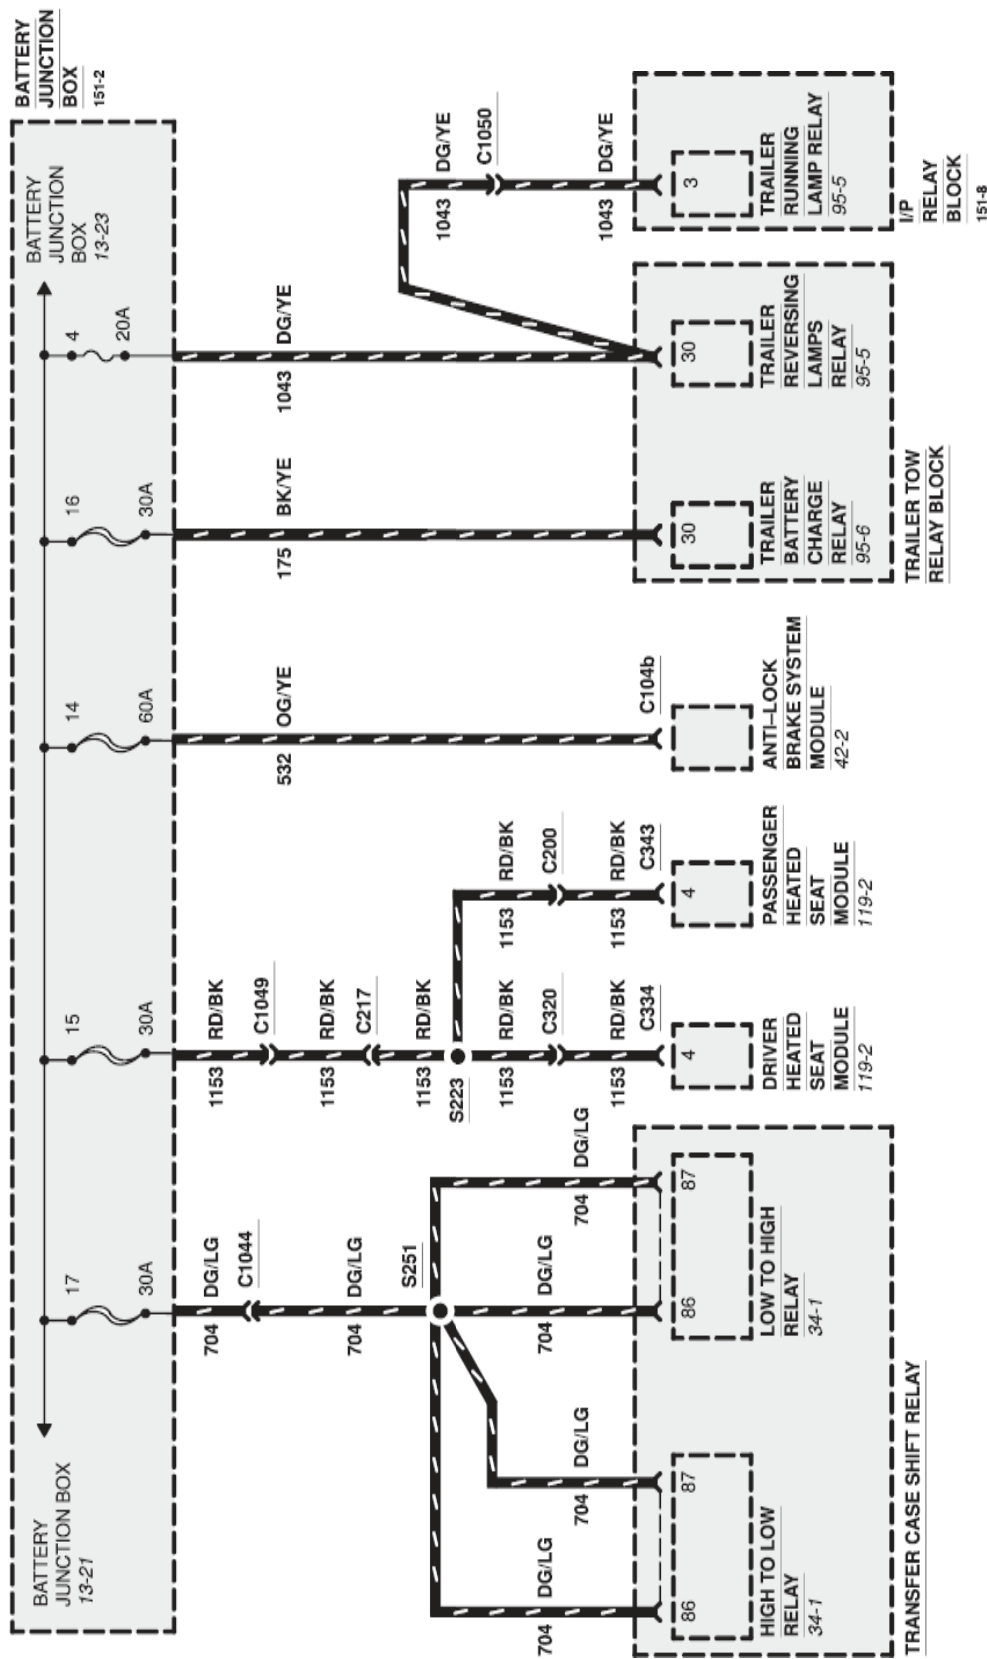 BATTERY
JUNCTION BOX
13-21
BATTERY
JUNCTION
BOX
13-23
BATTERY
JUNCTION
BOX
151-2
17
30A
15
30A
14
60A
16
30A
4
20A
704
DG/LG
C1044
704
DG/LG
S251
704
DG/LG
704
DG/LG
704
DG/LG
704
DG/LG
1153
RD/BK
C1049
1153
RD/BK
C217
1153
RD/BK
S223
1153
RD/BK
C320
1153
RD/BK
C334
1153
RD/BK
C200
1153
RD/BK
C343
532
OG/YE
C104b
175
BK/YE
1043
DG/YE
1043
DG/YE
C1050
1043
DG/YE
86
87
HIGH TO LOW
RELAY
34-1
86
87
LOW TO HIGH
RELAY
34-1
TRANSFER CASE SHIFT RELAY
4
DRIVER
HEATED
SEAT
MODULE
119-2
4
PASSENGER
HEATED
SEAT
MODULE
119-2
ANTI–LOCK
BRAKE SYSTEM
MODULE
42-2
30
TRAILER
BATTERY
CHARGE
RELAY
95-6
30
TRAILER
REVERSING
LAMPS
RELAY
95-5
TRAILER TOW
RELAY BLOCK
3
TRAILER
RUNNING
LAMP RELAY
95-5
I/P
RELAY
BLOCK
151-8